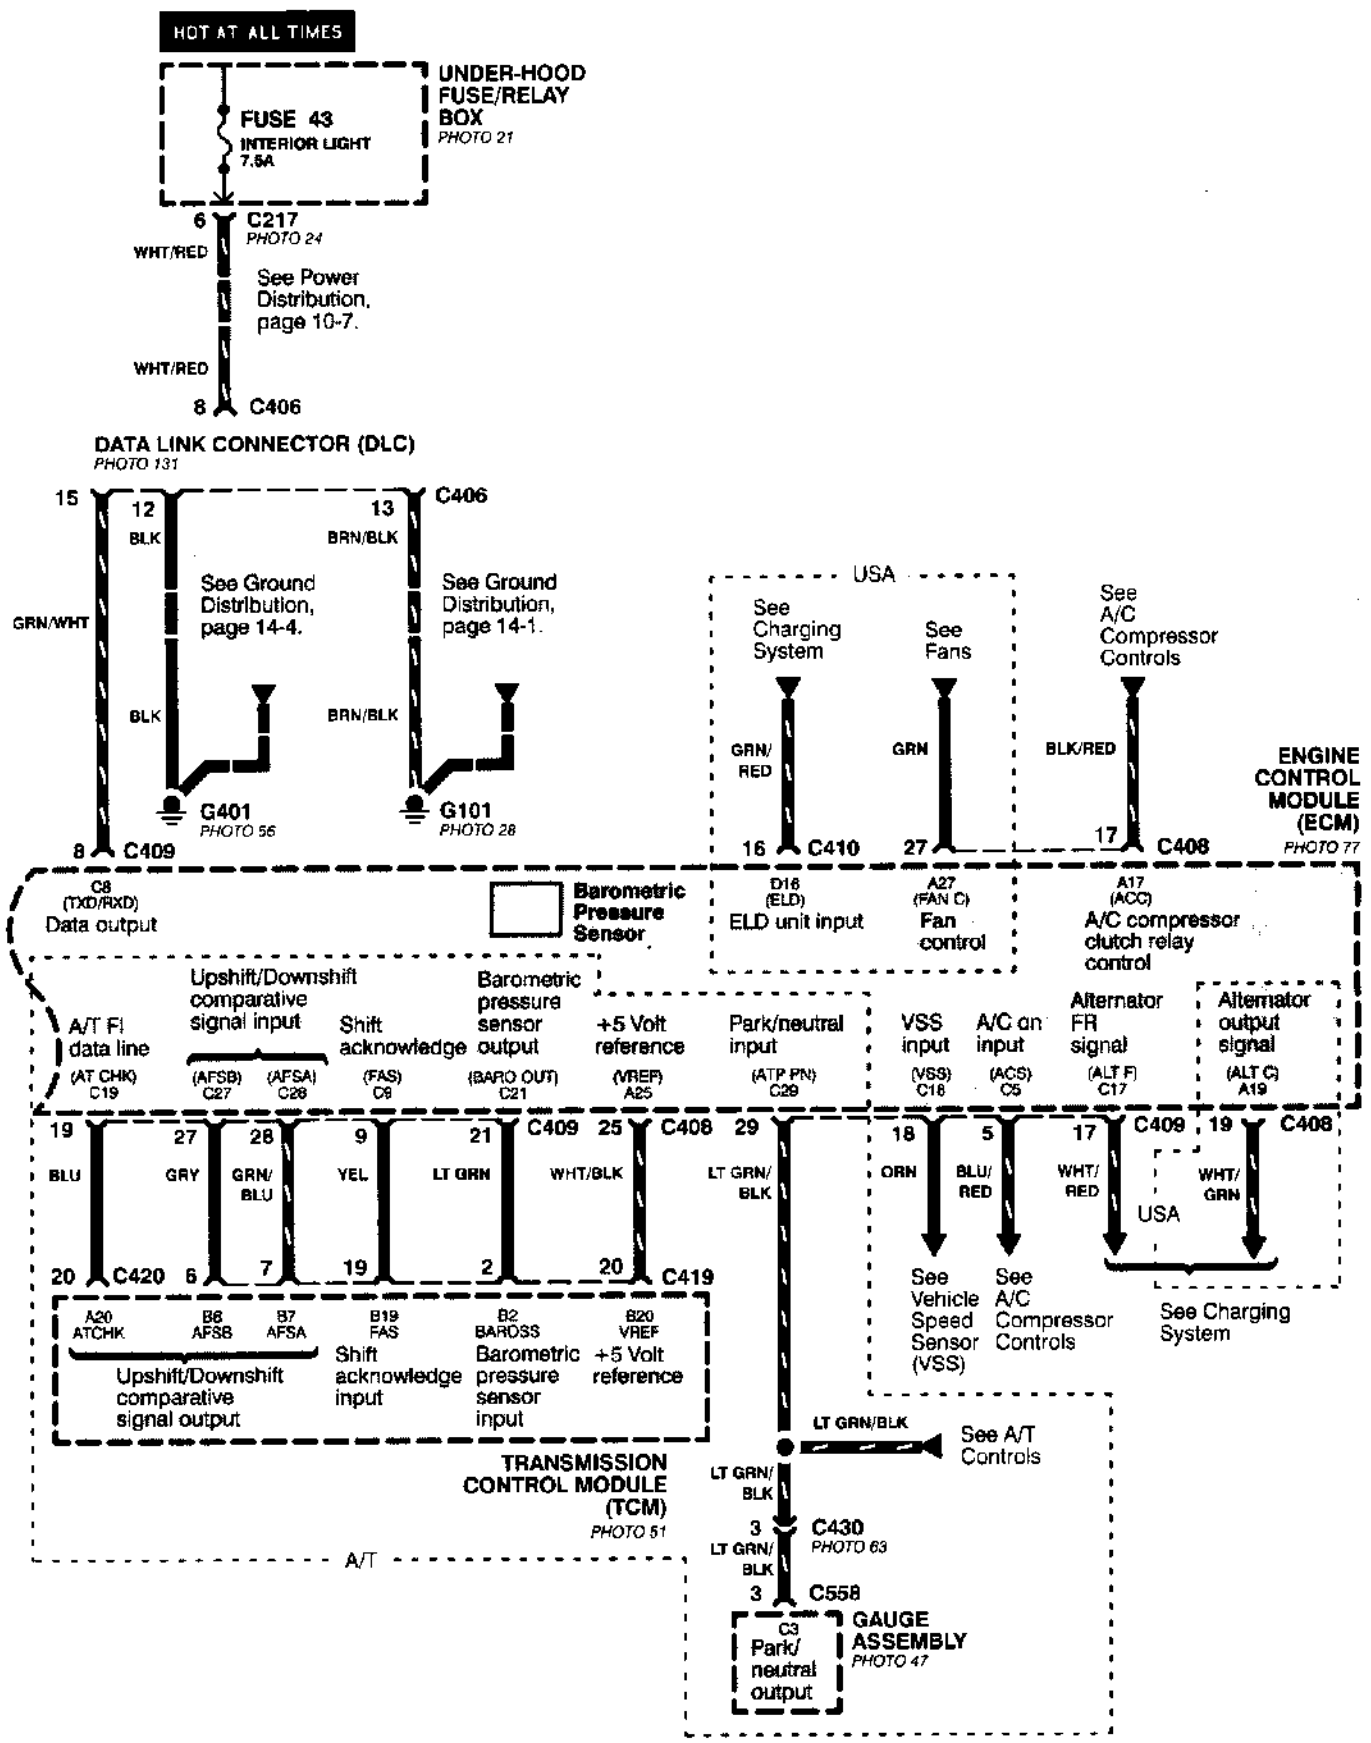 HOT AT ALL TIMES
UNDER-HOOD
FUSE/RELAY
BOX
PHOTO 21
FUSE 43
INTERIOR LIGHT
7.5A
6
C217
PHOTO 24
WHT/RED
See Power
Distribution,
page 10-7.
WHT/RED
8
C406
DATA LINK CONNECTOR (DLC)
PHOTO 131
15
12
13
C406
BLK
BRN/BLK
GRN/WHT
See Ground
Distribution,
page 14-4.
See Ground
Distribution,
page 14-1.
BLK
BRN/BLK
G401
PHOTO 56
G101
PHOTO 28
8
C409
USA
See
Charging
System
See
Fans
See
A/C
Compressor
Controls
GRN/
RED
GRN
BLK/RED
ENGINE
CONTROL
MODULE
(ECM)
PHOTO 77
16
C410
27
17
C408
C8
(TXD/RXD)
Data output
Barometric
Pressure
Sensor
D16
(ELD)
ELD unit input
A27
(FAN C)
Fan
control
A17
(ACC)
A/C compressor
clutch relay
control
A/T FI
data line
(AT CHK)
C19
Upshift/Downshift
comparative
signal input
(AFSB)
C27
(AFSA)
C28
Shift
acknowledge
(FAS)
C9
Barometric
pressure
sensor
output
(BARO OUT)
C21
+5 Volt
reference
(VREF)
A25
Park/neutral
input
(ATP PN)
C29
VSS
input
(VSS)
C18
A/C on
input
(ACS)
C5
Alternator
FR
signal
(ALT F)
C17
Alternator
output
signal
(ALT C)
A19
19
27
28
9
21
C409
25
C408
29
18
5
17
C409
19
C408
BLU
GRY
GRN/
BLU
YEL
LT GRN
WHT/BLK
LT GRN/
BLK
ORN
BLU/
RED
WHT/
RED
WHT/
GRN
USA
20
C420
6
7
19
2
20
C419
A20
ATCHK
B6
AFSB
B7
AFSA
B19
FAS
B2
BAROSS
B20
VREF
Upshift/Downshift
comparative
signal output
Shift
acknowledge
input
Barometric
pressure
sensor
input
+5 Volt
reference
TRANSMISSION
CONTROL MODULE
(TCM)
PHOTO 51
See
Vehicle
Speed
Sensor
(VSS)
See
A/C
Compressor
Controls
See Charging
System
LT GRN/BLK
See A/T
Controls
LT GRN/
BLK
3
C430
PHOTO 63
LT GRN/
BLK
3
C558
A/T
C3
Park/
neutral
output
GAUGE
ASSEMBLY
PHOTO 47